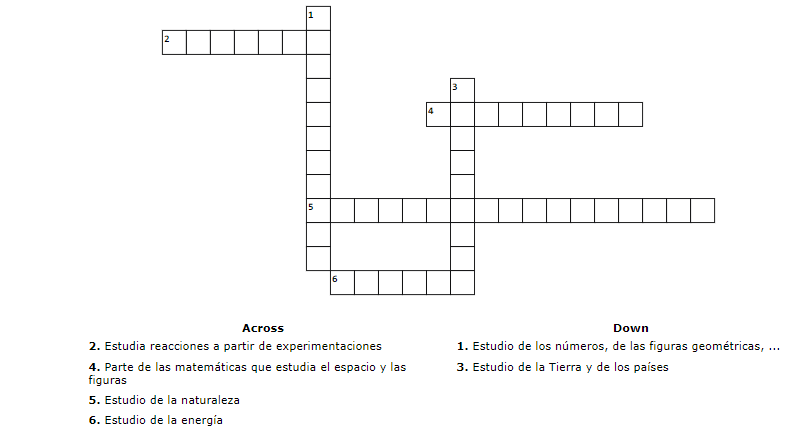 1
2
3
4
5
6
Across
2. Estudia reacciones a partir de experimentaciones
4. Parte de las matemáticas que estudia el espacio y las
figuras
5. Estudio de la naturaleza
6. Estudio de la energía
Down
1. Estudio de los números, de las figuras geométricas, ...
3. Estudio de la Tierra y de los países